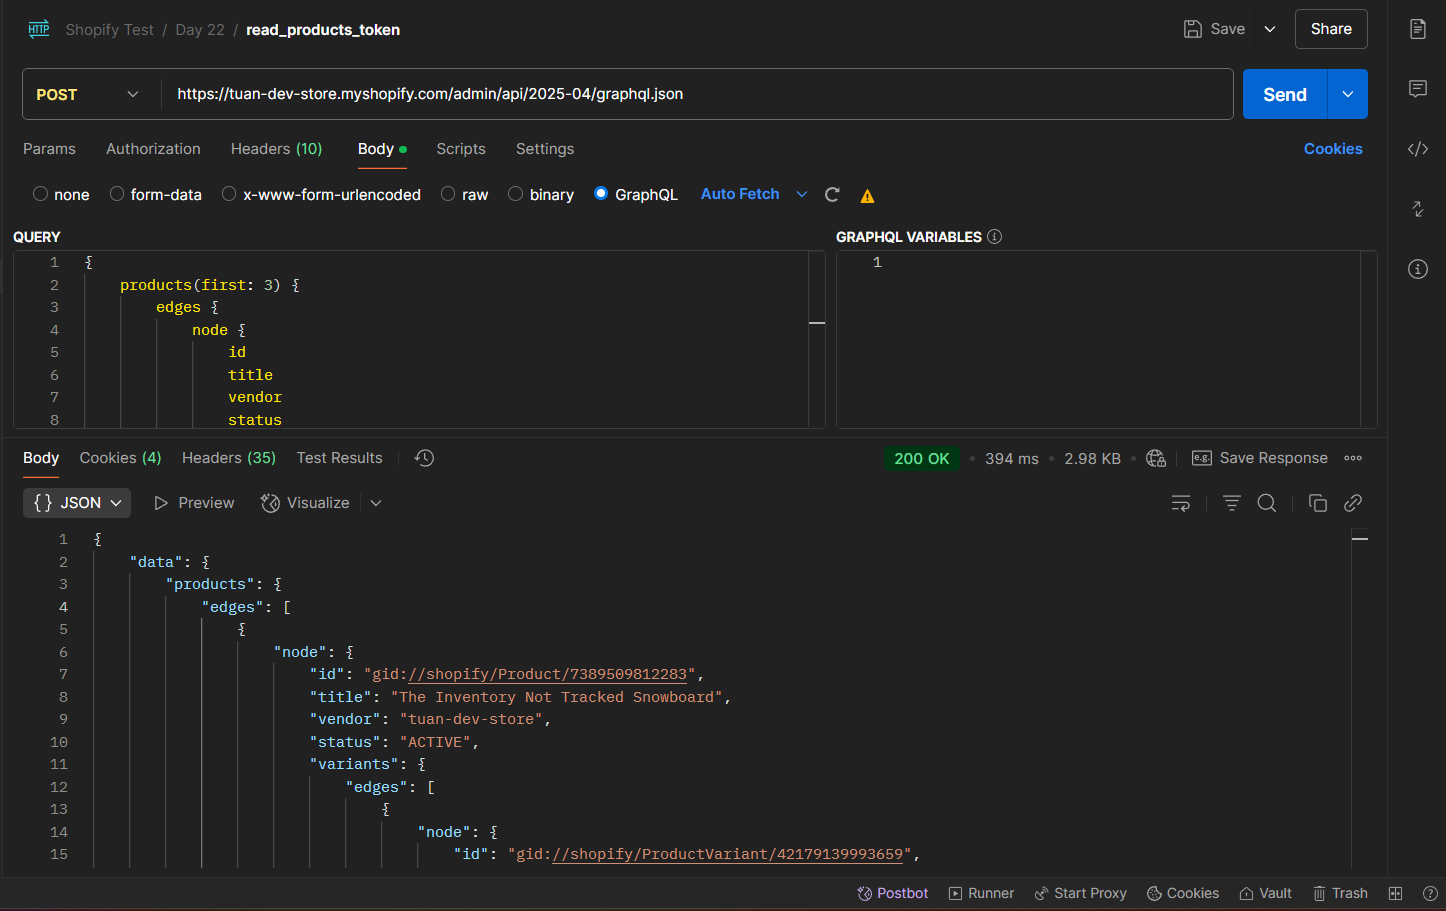 HTTP Shopify Test / Day 22 / read_products_token Save Share
POST https://tuan-dev-store.myshopify.com/admin/api/2025-04/graphql.json Send
Params Authorization Headers (10) Body Scripts Settings Cookies
none form-data x-www-form-urlencoded raw binary GraphQL Auto Fetch
QUERY GRAPHQL VARIABLES
1 {
2 products(first: 3) {
3 edges {
4 node {
5 id
6 title
7 vendor
8 status
1
Body Cookies (4) Headers (35) Test Results 200 OK • 394 ms • 2.98 KB • e.g. Save Response
{} JSON Preview Visualize
1 {
2 "data": {
3 "products": {
4 "edges": [
5 {
6 "node": {
7 "id": "gid://shopify/Product/7389509812283",
8 "title": "The Inventory Not Tracked Snowboard",
9 "vendor": "tuan-dev-store",
10 "status": "ACTIVE",
11 "variants": {
12 "edges": [
13 {
14 "node": {
15 "id": "gid://shopify/ProductVariant/42179139993659",
Postbot Runner Start Proxy Cookies Vault Trash